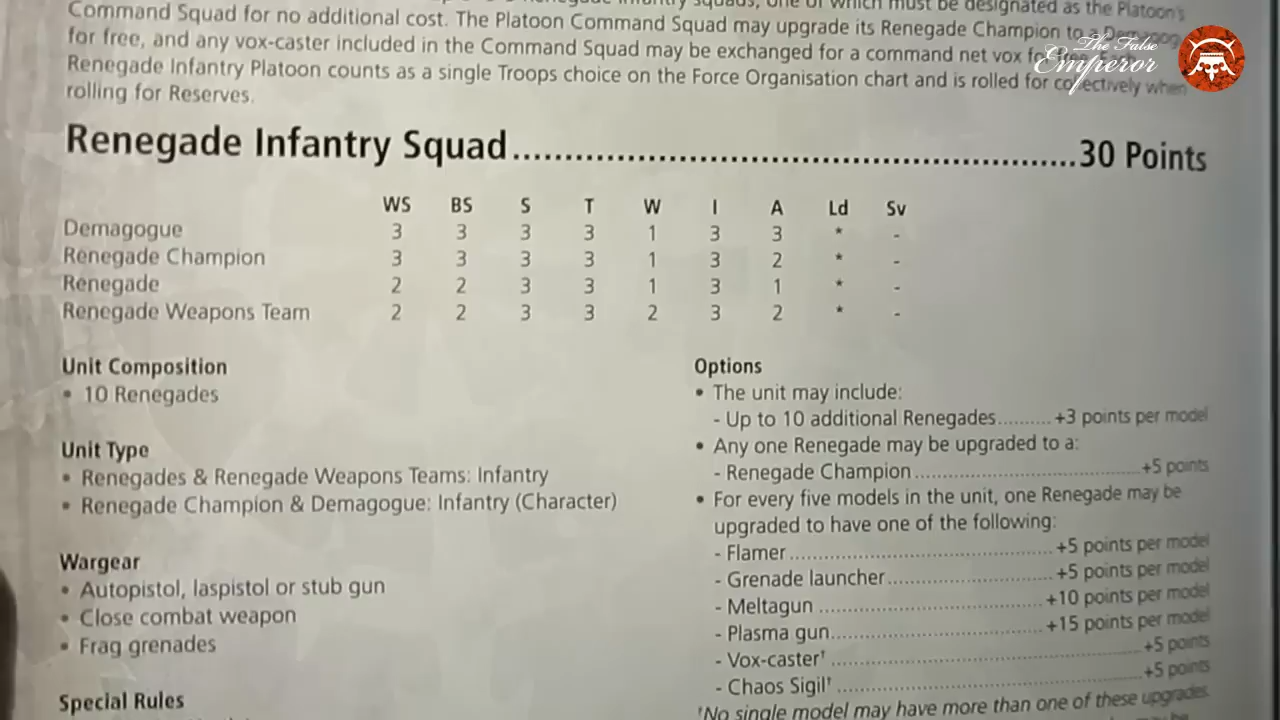 Command Squad for no additional cost. The Platoon Command Squad may upgrade its Renegade Champion to a
for free, and any vox-caster included in the Command Squad may be exchanged for a command net vox
Renegade Infantry Platoon counts as a single Troops choice on the Force Organisation chart and is rolled for collectively when
rolling for Reserves.
The False
Emperor
Renegade Infantry Squad....................................................30 Points
WS BS S T W I A Ld Sv
Demagogue 3 3 3 3 1 3 3 * -
Renegade Champion 3 3 3 3 1 3 2 * -
Renegade 2 2 3 3 1 3 1 * -
Renegade Weapons Team 2 2 3 3 2 3 2 * -
Unit Composition
• 10 Renegades
Unit Type
• Renegades & Renegade Weapons Teams: Infantry
• Renegade Champion & Demagogue: Infantry (Character)
Wargear
• Autopistol, laspistol or stub gun
• Close combat weapon
• Frag grenades
Special Rules
Options
• The unit may include:
- Up to 10 additional Renegades.......... +3 points per model
• Any one Renegade may be upgraded to a:
- Renegade Champion ............................................+5 points
• For every five models in the unit, one Renegade may be
upgraded to have one of the following:
- Flamer .................................................. +5 points per model
- Grenade launcher............................... +5 points per model
- Meltagun .......................................... +10 points per model
- Plasma gun........................................ +15 points per model
- Vox-caster† ..........................................................+5 points
- Chaos Sigil† ..........................................................+5 points
†No single model may have more than one of these upgrades.